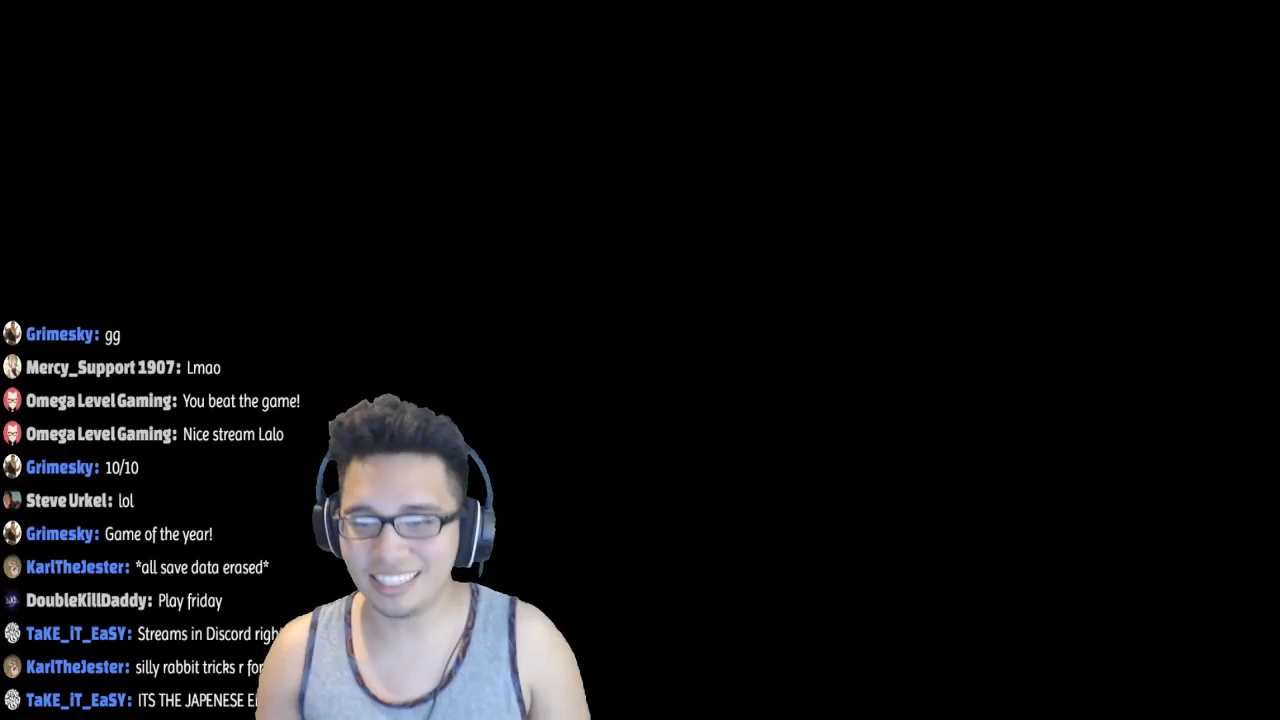 Grimesky: gg
Mercy_Support 1907: Lmao
Omega Level Gaming: You beat the game!
Omega Level Gaming: Nice stream Lalo
Grimesky: 10/10
Steve Urkel: lol
Grimesky: Game of the year!
KarlTheJester: *all save data erased*
DoubleKillDaddy: Play friday
TaKE_iT_EaSY: Streams in Discord righ
KarlTheJester: silly rabbit tricks r for
TaKE_iT_EaSY: ITS THE JAPENESE